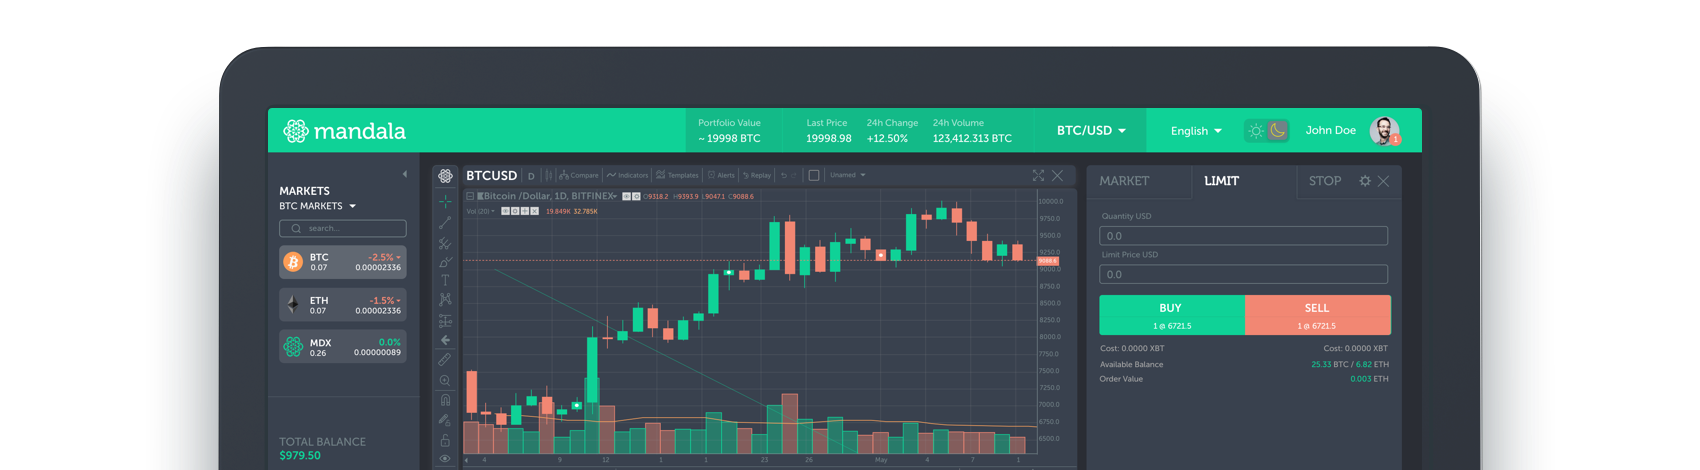 mandala
Portfolio Value
~ 19998 BTC
Last Price
19998.98
24h Change
+12.50%
24h Volume
123,412.313 BTC
BTC/USD
English
John Doe
1
MARKETS
BTC MARKETS
search...
BTC -2.5%
0.07 0.00002336
ETH -1.5%
0.07 0.00002336
MDX 0.0%
0.26 0.00000089
TOTAL BALANCE
$979.50
BTCUSD D Compare Indicators Templates Alerts Replay Unamed
Bitcoin /Dollar, 1D, BITFINEX O9318.2 H9393.9 L9047.1 C9088.6
Vol (20) 19.849K 32.785K
10000.0
9750.0
9500.0
9250.0
9088.6
9000.0
8750.0
8500.0
8250.0
8000.0
7750.0
7500.0
7250.0
7000.0
6750.0
6500.0
4 9 12 1 1 23 26 May 4 7 1
MARKET LIMIT STOP
Quantity USD
0.0
Limit Price USD
0.0
BUY
1 @ 6721.5
SELL
1 @ 6721.5
Cost: 0.0000 XBT Cost: 0.0000 XBT
Available Balance 25.33 BTC / 6.82 ETH
Order Value 0.003 ETH